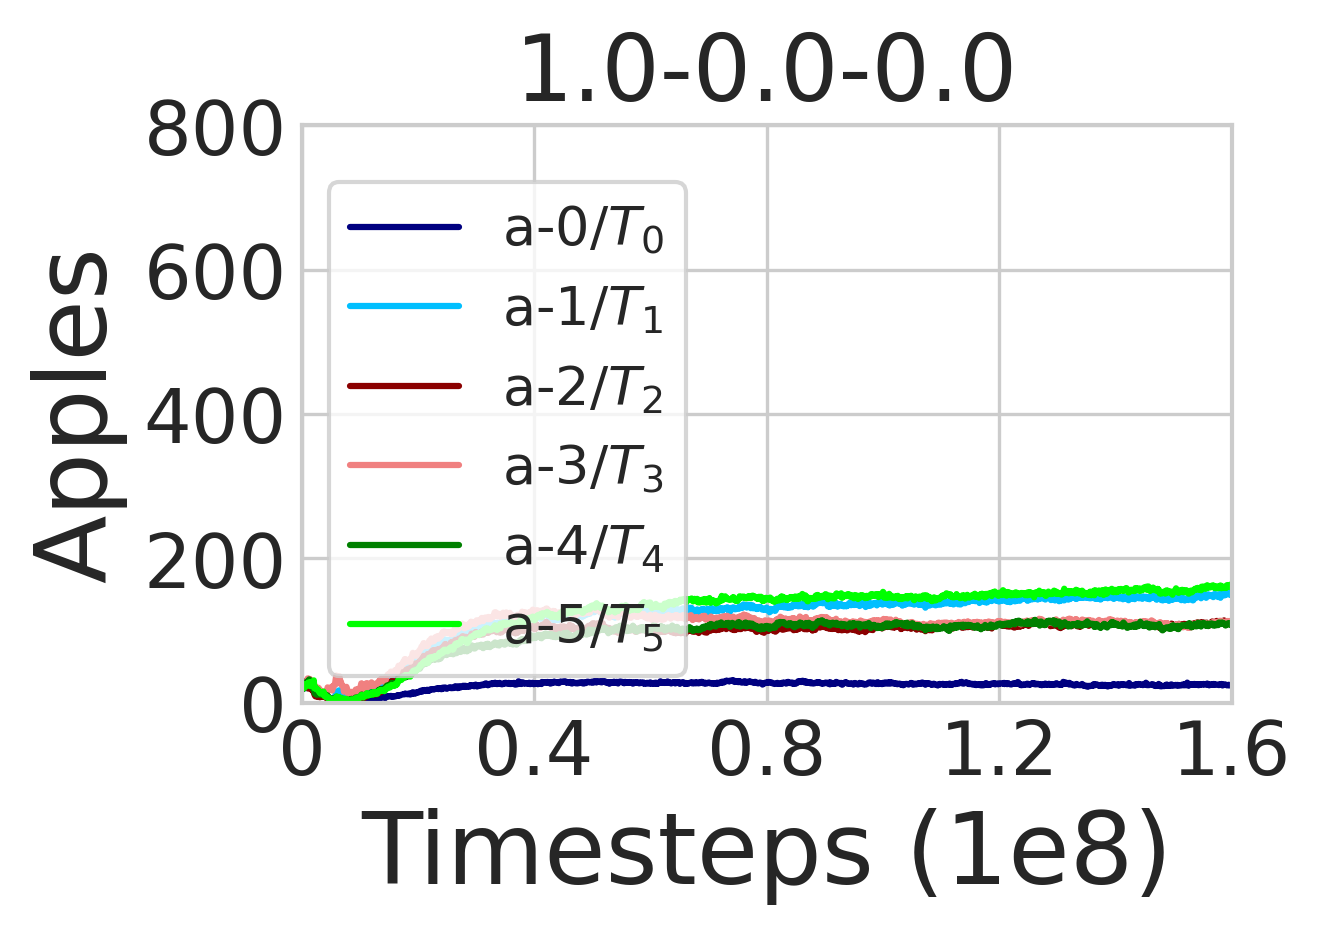 1.0-0.0-0.0
800
600
400
200
0
Apples
a-0/T₀
a-1/T₁
a-2/T₂
a-3/T₃
a-4/T₄
a-5/T₅
0 0.4 0.8 1.2 1.6
Timesteps (1e8)